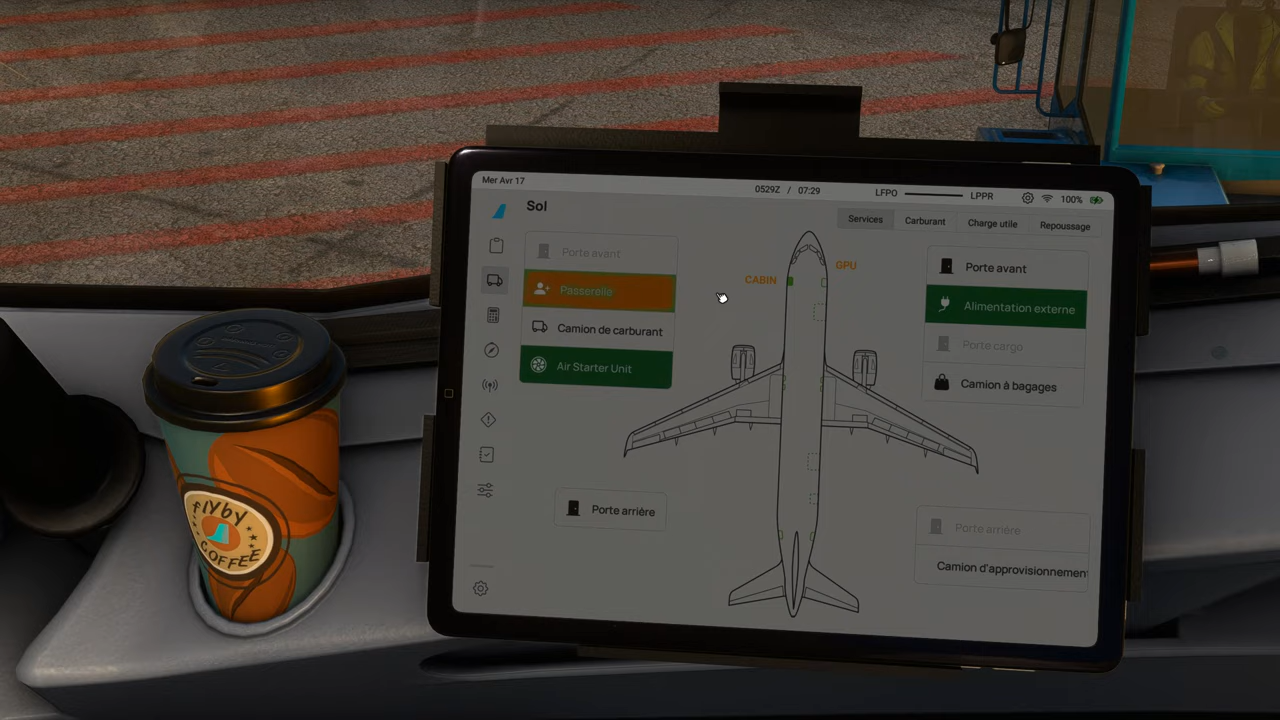 Mer Avr 17
0529Z / 07:29
LFPO
LPPR
100%
Sol
Services
Carburant
Charge utile
Repoussage
Porte avant
Passerelle
Camion de carburant
Air Starter Unit
CABIN
GPU
Porte avant
Alimentation externe
Porte cargo
Camion à bagages
Porte arrière
Porte arrière
Camion d'approvisionnemen
flyby
COFFEE